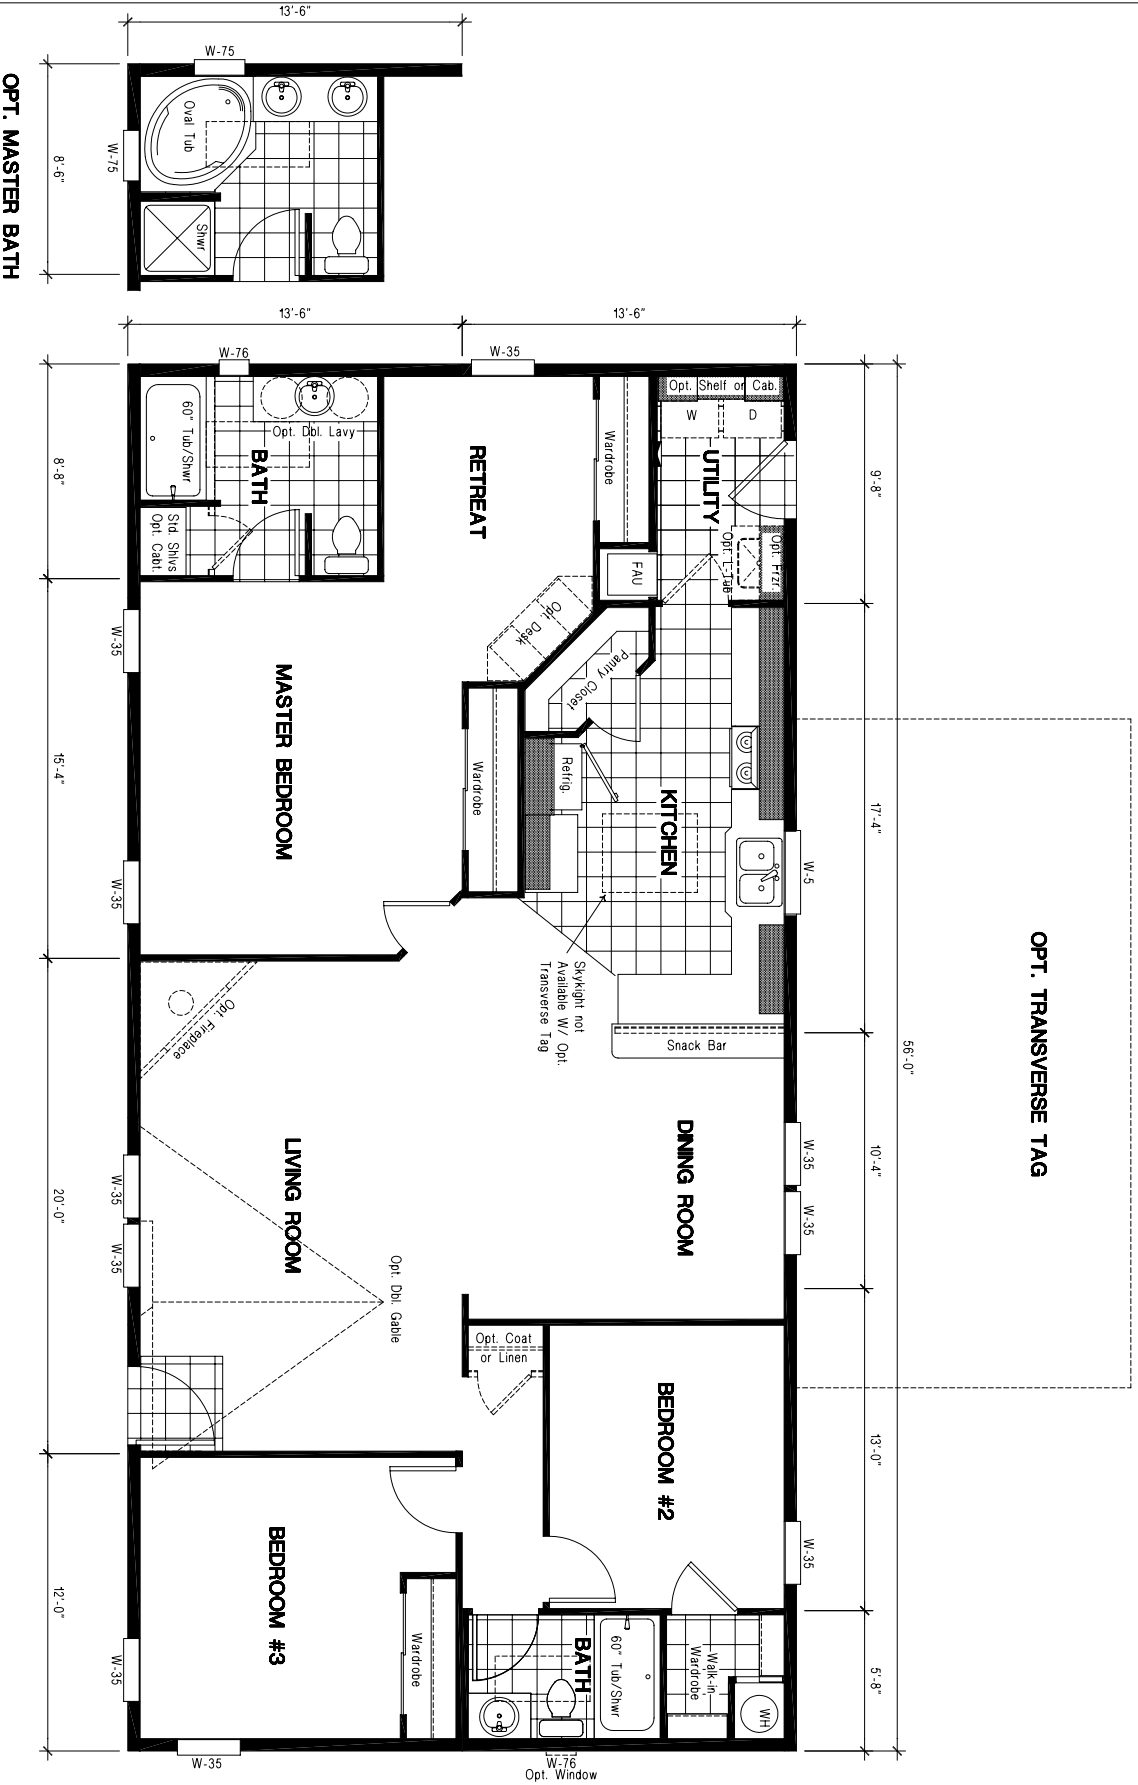 13'-6"
W-75
Oval Tub
W-75
8'-6"
Shwr
OPT. MASTER BATH
13'-6"
13'-6"
W-76
W-35
Opt. Shelf or Cab.
W
D
60" Tub/Shwr
Opt. Dbl. Lavy
BATH
RETREAT
Wardrobe
UTILITY
9'-8"
8'-8"
Std. Shlvs
Opt. Cabt.
FAU
Opt. L-Tub
Opt. Frzr.
Opt. Desk
Pantry Closet
W-35
MASTER BEDROOM
15'-4"
Wardrobe
Refrig.
KITCHEN
17'-4"
W-5
W-35
Skykight not
Available W/ Opt.
Transverse Tag
OPT. TRANSVERSE TAG
Opt. Fireplace
Snack Bar
56'-0"
LIVING ROOM
DINING ROOM
W-35
W-35
10'-4"
W-35
W-35
20'-0"
Opt. Dbl. Gable
Opt. Coat
or Linen
BEDROOM #2
13'-0"
W-35
BEDROOM #3
12'-0"
W-35
Wardrobe
BATH
60" Tub/Shwr
Walk-in
Wardrobe
WH
5'-8"
W-35
W-76
Opt. Window